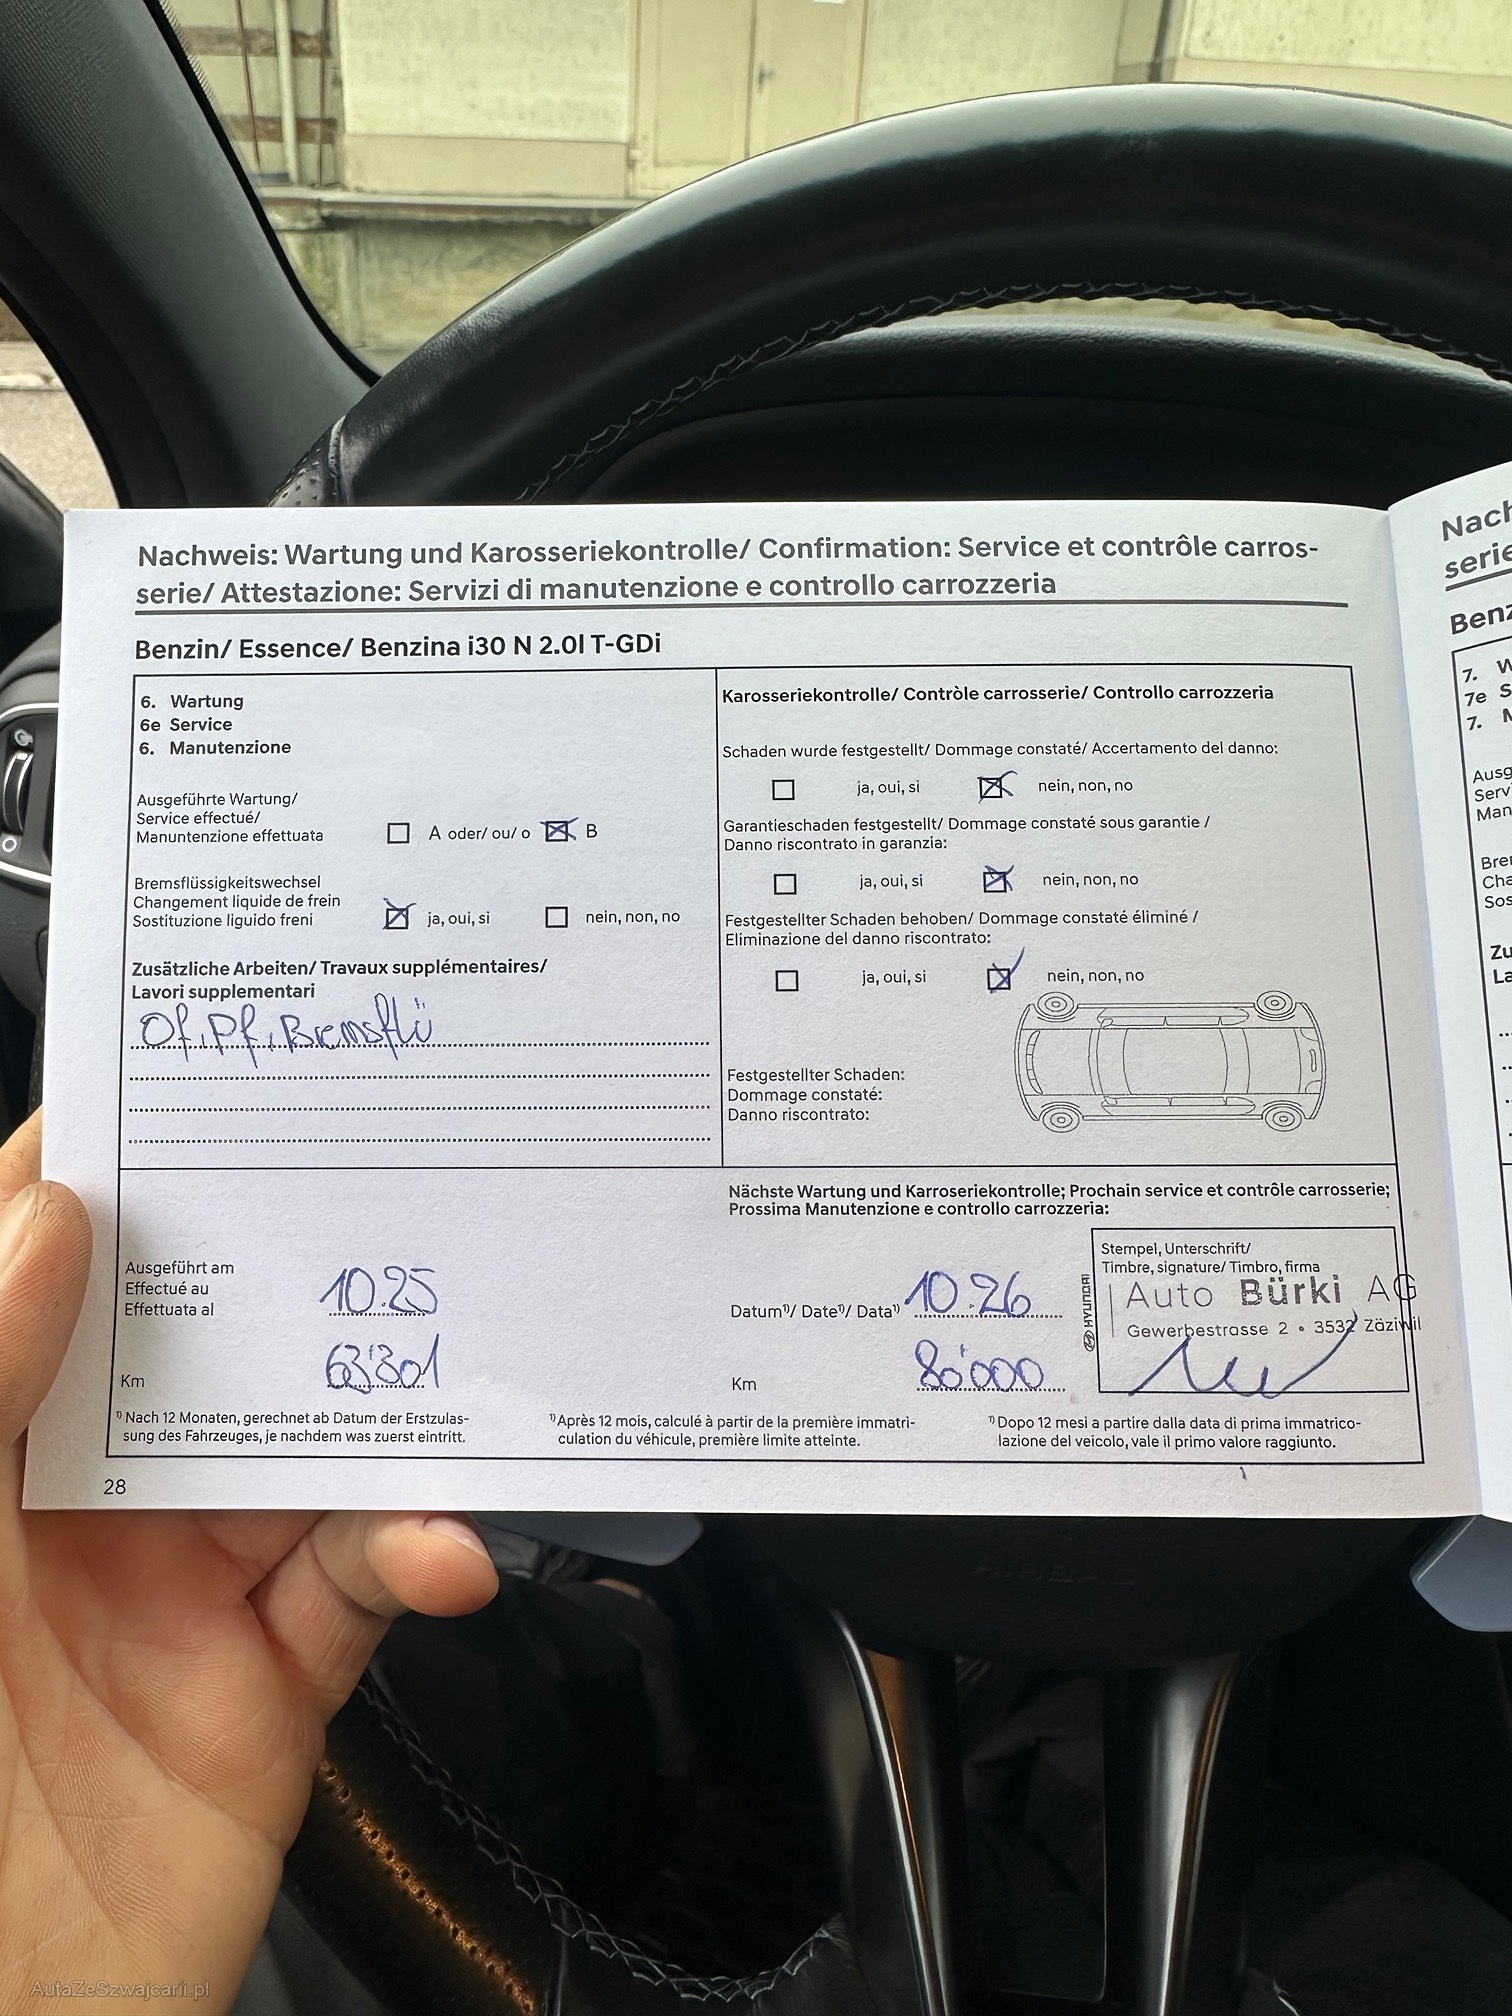 Nachweis: Wartung und Karosseriekontrolle/ Confirmation: Service et contrôle carros-
serie/ Attestazione: Servizi di manutenzione e controllo carrozzeria
Benzin/ Essence/ Benzina i30 N 2.0l T-GDi
6. Wartung
6e Service
6. Manutenzione
Ausgeführte Wartung/
Service effectué/
Manuntenzione effettuata
A oder/ ou/ o
B
Bremsflüssigkeitswechsel
Changement liquide de frein
Sostituzione liguido freni
ja, oui, si
nein, non, no
Zusätzliche Arbeiten/ Travaux supplémentaires/
Lavori supplementari
Of, Pf, Bremsflü
Karosseriekontrolle/ Contrôle carrosserie/ Controllo carrozzeria
Schaden wurde festgestellt/ Dommage constaté/ Accertamento del danno:
ja, oui, si
nein, non, no
Garantieschaden festgestellt/ Dommage constaté sous garantie /
Danno riscontrato in garanzia:
ja, oui, si
nein, non, no
Festgestellter Schaden behoben/ Dommage constaté éliminé /
Eliminazione del danno riscontrato:
ja, oui, si
nein, non, no
Festgestellter Schaden:
Dommage constaté:
Danno riscontrato:
Ausgeführt am
Effectué au
Effettuata al
10.25
Km
63'301
Nächste Wartung und Karroseriekontrolle; Prochain service et contrôle carrosserie;
Prossima Manutenzione e controllo carrozzeria:
Datum¹⁾/ Date¹⁾/ Data¹⁾
10.26
Km
80'000
Stempel, Unterschrift/
Timbre, signature/ Timbro, firma
HYUNDAI
Auto Bürki AG
Gewerbestrasse 2 • 3532 Zäziwil
¹⁾ Nach 12 Monaten, gerechnet ab Datum der Erstzulas-
sung des Fahrzeuges, je nachdem was zuerst eintritt.
¹⁾ Après 12 mois, calculé à partir de la première immatri-
culation du véhicule, première limite atteinte.
¹⁾ Dopo 12 mesi a partire dalla data di prima immatrico-
lazione del veicolo, vale il primo valore raggiunto.
28
7.
7e
7.
AIRBAG
AutaZeSzwajcarii.pl